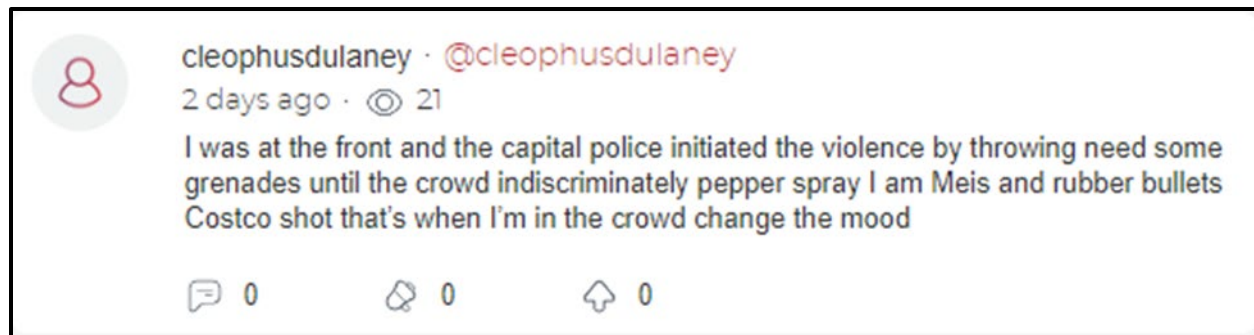 cleophusdulaney · @cleophusdulaney
2 days ago · 21
I was at the front and the capital police initiated the violence by throwing need some
grenades until the crowd indiscriminately pepper spray I am Meis and rubber bullets
Costco shot that's when I'm in the crowd change the mood
0 0 0